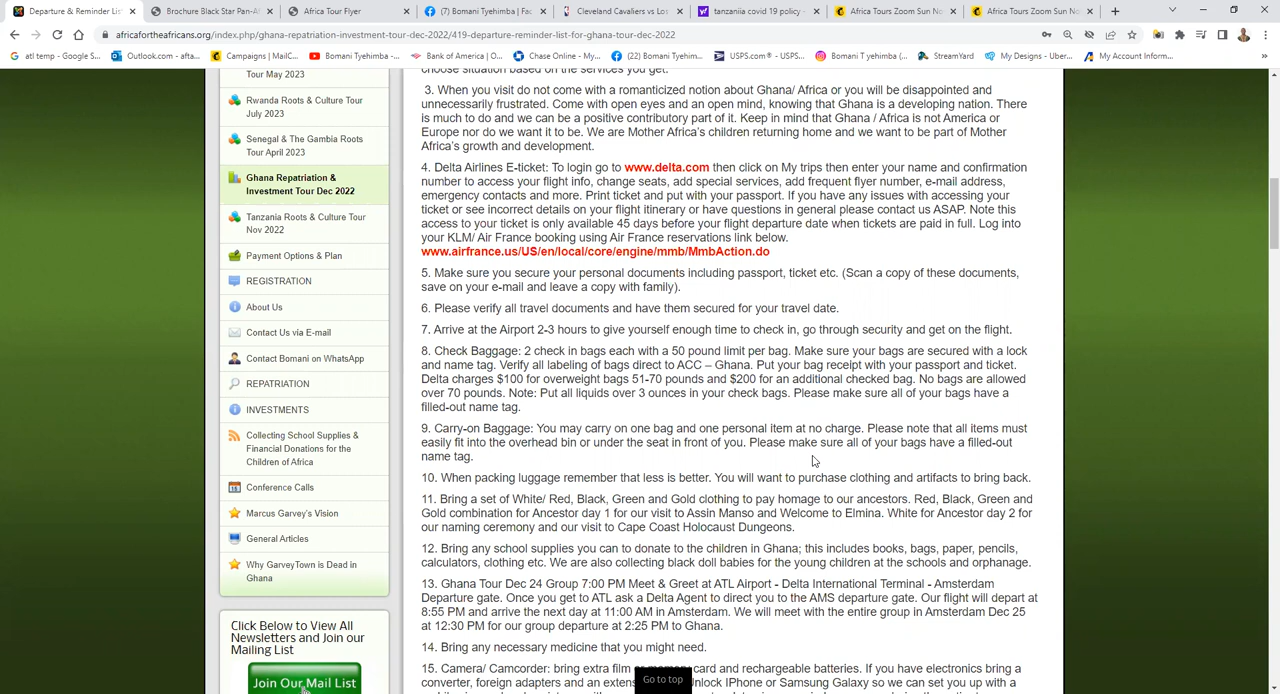 Departure & Reminder List
Brochure Black Star Pan-Af
Africa Tour Flyer
(7) Bomani Tyehimba | Fac
Cleveland Cavaliers vs Los
tanzaniia covid 19 policy -
Africa Tours Zoom Sun No
Africa Tours Zoom Sun No
africafortheafricans.org/index.php/ghana-repatriation-investment-tour-dec-2022/419-departure-reminder-list-for-ghana-tour-dec-2022
atl temp - Google S...
Outlook.com - afta...
Campaigns | MailC...
Bomani Tyehimba | ...
Bank of America | O...
Chase Online - My...
(22) Bomani Tyehim...
USPS.com® - USPS...
Bomani T yehimba (...
StreamYard
My Designs - Uber...
My Account Inform...
»
Tour May 2023
Rwanda Roots & Culture Tour
July 2023
Senegal & The Gambia Roots
Tour April 2023
Ghana Repatriation &
Investment Tour Dec 2022
Tanzania Roots & Culture Tour
Nov 2022
Payment Options & Plan
REGISTRATION
About Us
Contact Us via E-mail
Contact Bomani on WhatsApp
REPATRIATION
INVESTMENTS
Collecting School Supplies &
Financial Donations for the
Children of Africa
Conference Calls
Marcus Garvey's Vision
General Articles
Why GarveyTown is Dead in
Ghana
Click Below to View All
Newsletters and Join our
Mailing List
Join Our Mail List
choose situation based on the services you get.
3. When you visit do not come with a romanticized notion about Ghana/ Africa or you will be disappointed and
unnecessarily frustrated. Come with open eyes and an open mind, knowing that Ghana is a developing nation. There
is much to do and we can be a positive contributory part of it. Keep in mind that Ghana / Africa is not America or
Europe nor do we want it to be. We are Mother Africa's children returning home and we want to be part of Mother
Africa's growth and development.
4. Delta Airlines E-ticket: To login go to www.delta.com then click on My trips then enter your name and confirmation
number to access your flight info, change seats, add special services, add frequent flyer number, e-mail address,
emergency contacts and more. Print ticket and put with your passport. If you have any issues with accessing your
ticket or see incorrect details on your flight itinerary or have questions in general please contact us ASAP. Note this
access to your ticket is only available 45 days before your flight departure date when tickets are paid in full. Log into
your KLM/ Air France booking using Air France reservations link below.
www.airfrance.us/US/en/local/core/engine/mmb/MmbAction.do
5. Make sure you secure your personal documents including passport, ticket etc. (Scan a copy of these documents,
save on your e-mail and leave a copy with family).
6. Please verify all travel documents and have them secured for your travel date.
7. Arrive at the Airport 2-3 hours to give yourself enough time to check in, go through security and get on the flight.
8. Check Baggage: 2 check in bags each with a 50 pound limit per bag. Make sure your bags are secured with a lock
and name tag. Verify all labeling of bags direct to ACC – Ghana. Put your bag receipt with your passport and ticket.
Delta charges $100 for overweight bags 51-70 pounds and $200 for an additional checked bag. No bags are allowed
over 70 pounds. Note: Put all liquids over 3 ounces in your check bags. Please make sure all of your bags have a
filled-out name tag.
9. Carry-on Baggage: You may carry on one bag and one personal item at no charge. Please note that all items must
easily fit into the overhead bin or under the seat in front of you. Please make sure all of your bags have a filled-out
name tag.
10. When packing luggage remember that less is better. You will want to purchase clothing and artifacts to bring back.
11. Bring a set of White/ Red, Black, Green and Gold clothing to pay homage to our ancestors. Red, Black, Green and
Gold combination for Ancestor day 1 for our visit to Assin Manso and Welcome to Elmina. White for Ancestor day 2 for
our naming ceremony and our visit to Cape Coast Holocaust Dungeons.
12. Bring any school supplies you can to donate to the children in Ghana; this includes books, bags, paper, pencils,
calculators, clothing etc. We are also collecting black doll babies for the young children at the schools and orphanage.
13. Ghana Tour Dec 24 Group 7:00 PM Meet & Greet at ATL Airport - Delta International Terminal - Amsterdam
Departure gate. Once you get to ATL ask a Delta Agent to direct you to the AMS departure gate. Our flight will depart at
8:55 PM and arrive the next day at 11:00 AM in Amsterdam. We will meet with the entire group in Amsterdam Dec 25
at 12:30 PM for our group departure at 2:25 PM to Ghana.
14. Bring any necessary medicine that you might need.
15. Camera/ Camcorder: bring extra film or memory card and rechargable batteries. If you have electronics bring a
Go to top